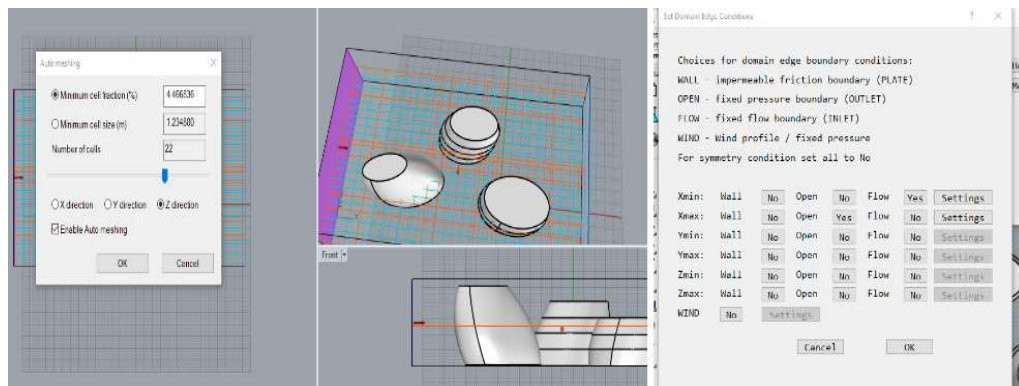 Auto meshing
Minimum cell fraction (%) 4.466836
Minimum cell size (m) 1.234800
Number of cells 22
X direction Y direction Z direction
Enable Auto meshing
OK Cancel
Front
Set Domain Edge Conditions ? X
Choices for domain edge boundary conditions:
WALL - impermeable friction boundary (PLATE)
OPEN - fixed pressure boundary (OUTLET)
FLOW - fixed flow boundary (INLET)
WIND - Wind profile / fixed pressure
For symmetry condition set all to No
Xmin: Wall No Open No Flow Yes Settings
Xmax: Wall No Open Yes Flow No Settings
Ymin: Wall No Open No Flow No Settings
Ymax: Wall No Open No Flow No Settings
Zmin: Wall No Open No Flow No Settings
Zmax: Wall No Open No Flow No Settings
WIND No Settings
Cancel OK